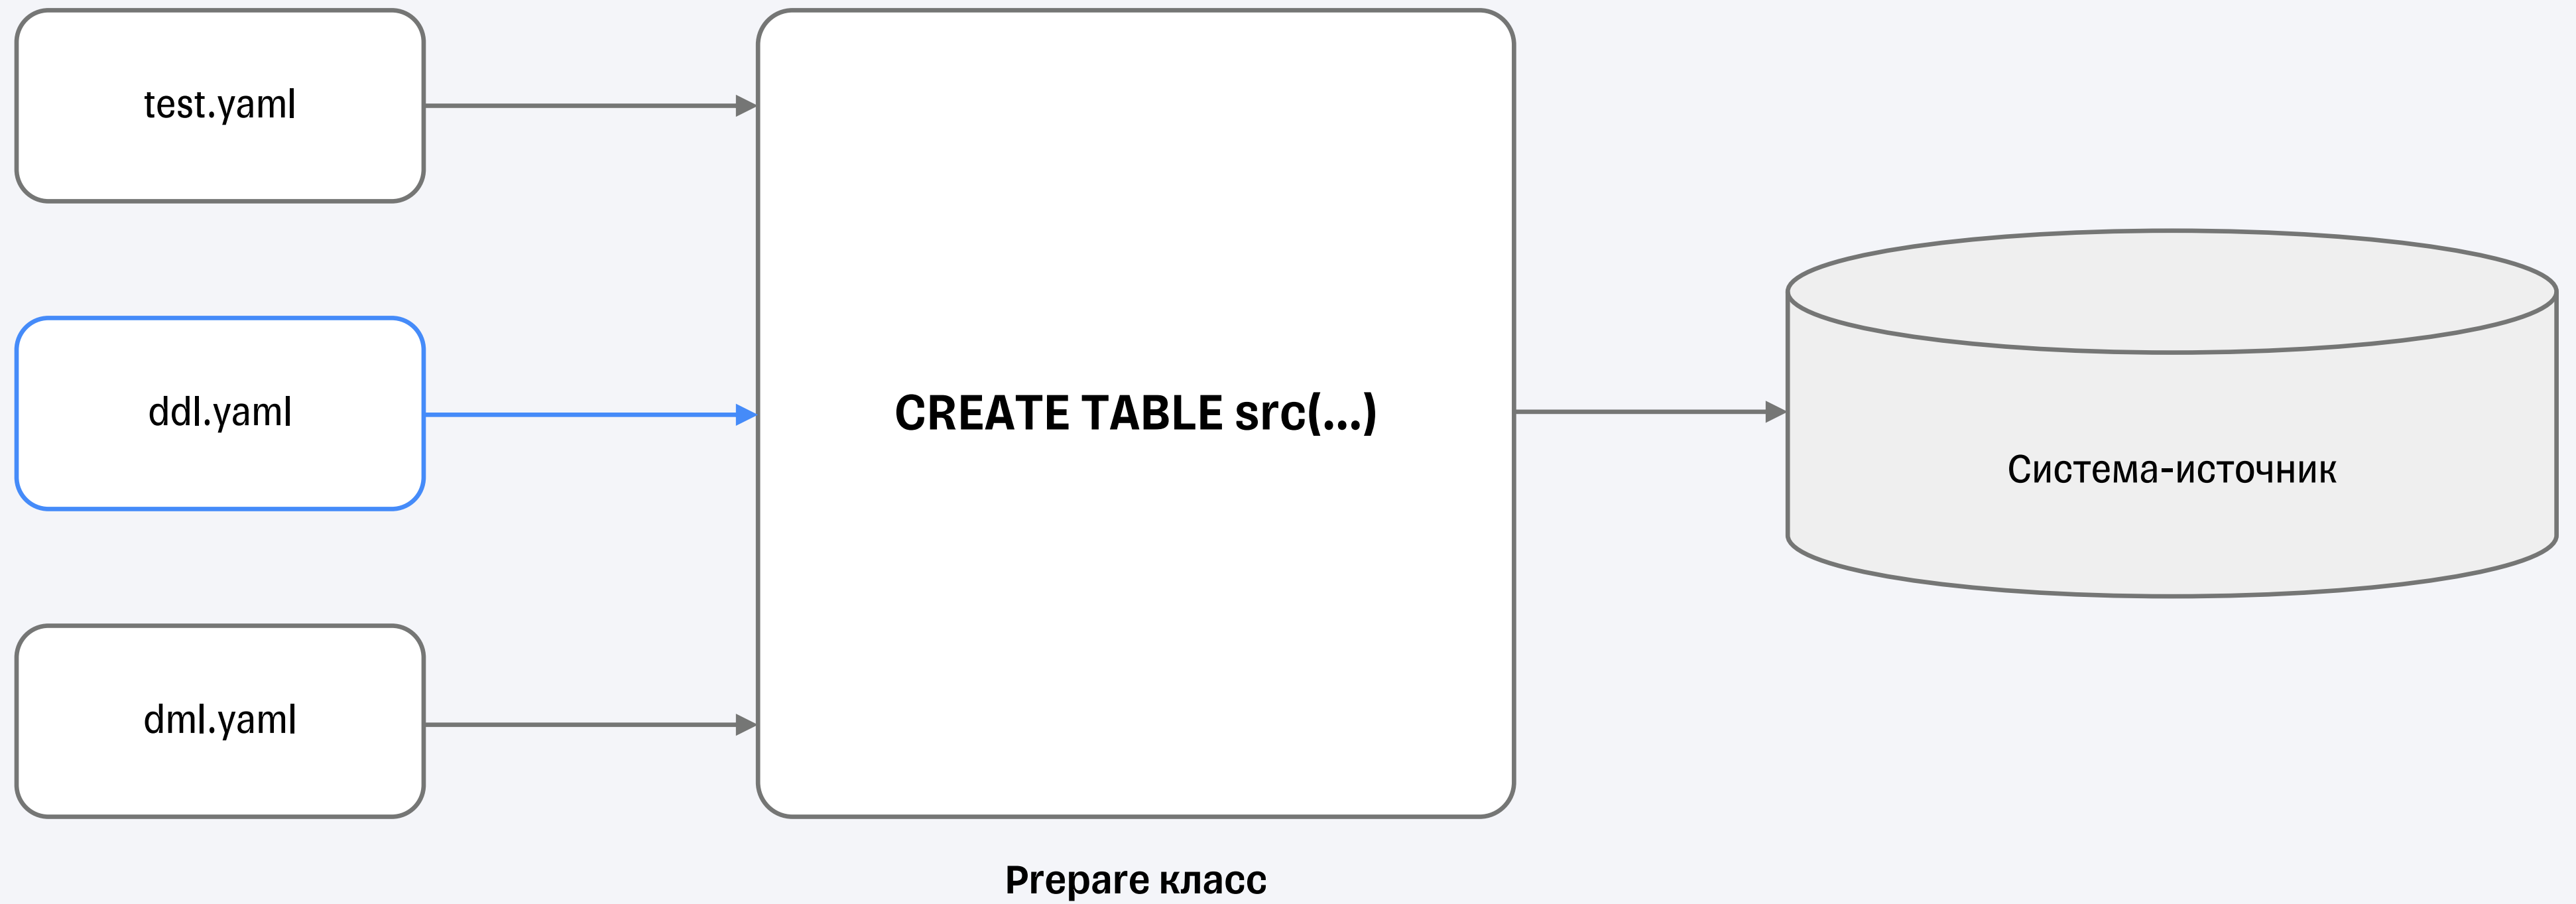 test.yaml
ddl.yaml
dml.yaml
CREATE TABLE src(...)
Система-источник
Prepare класс